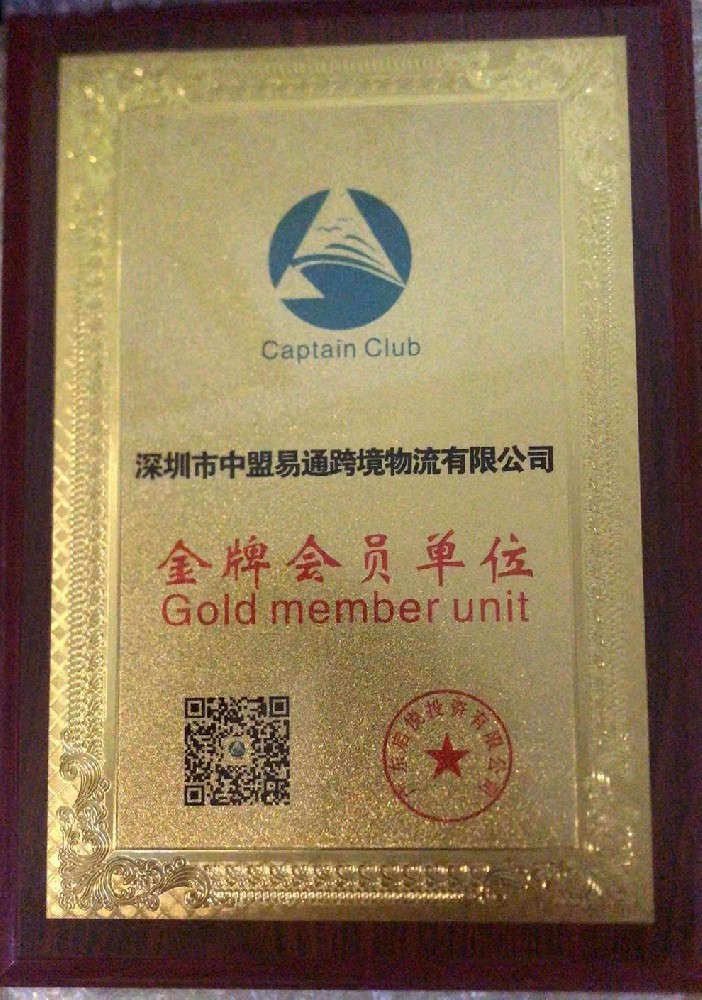 Captain Club
深圳市中盟易通跨境物流有限公司
金牌会员单位
Gold member unit